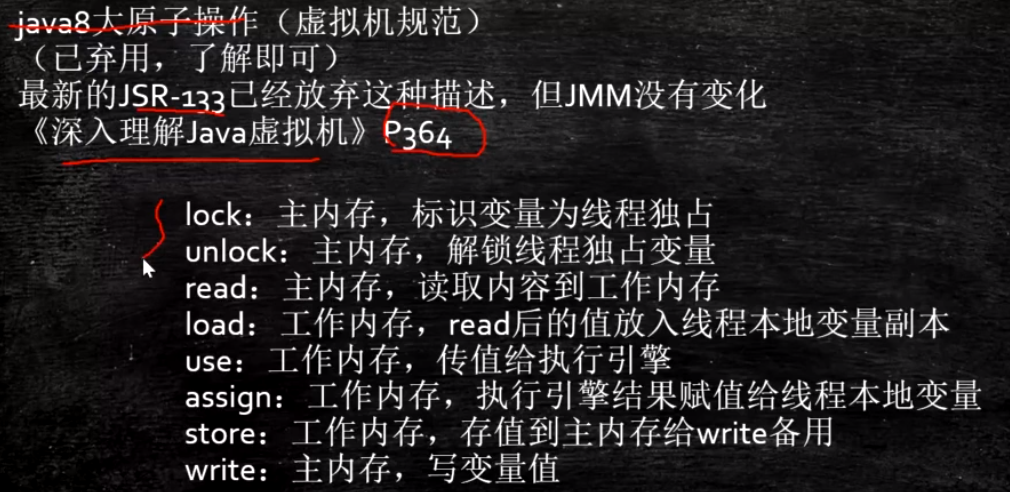 java8大原子操作（虚拟机规范）
（已弃用，了解即可）
最新的JSR-133已经放弃这种描述，但JMM没有变化
《深入理解Java虚拟机》P364
lock：主内存，标识变量为线程独占
unlock：主内存，解锁线程独占变量
read：主内存，读取内容到工作内存
load：工作内存，read后的值放入线程本地变量副本
use：工作内存，传值给执行引擎
assign：工作内存，执行引擎结果赋值给线程本地变量
store：工作内存，存值到主内存给write备用
write：主内存，写变量值